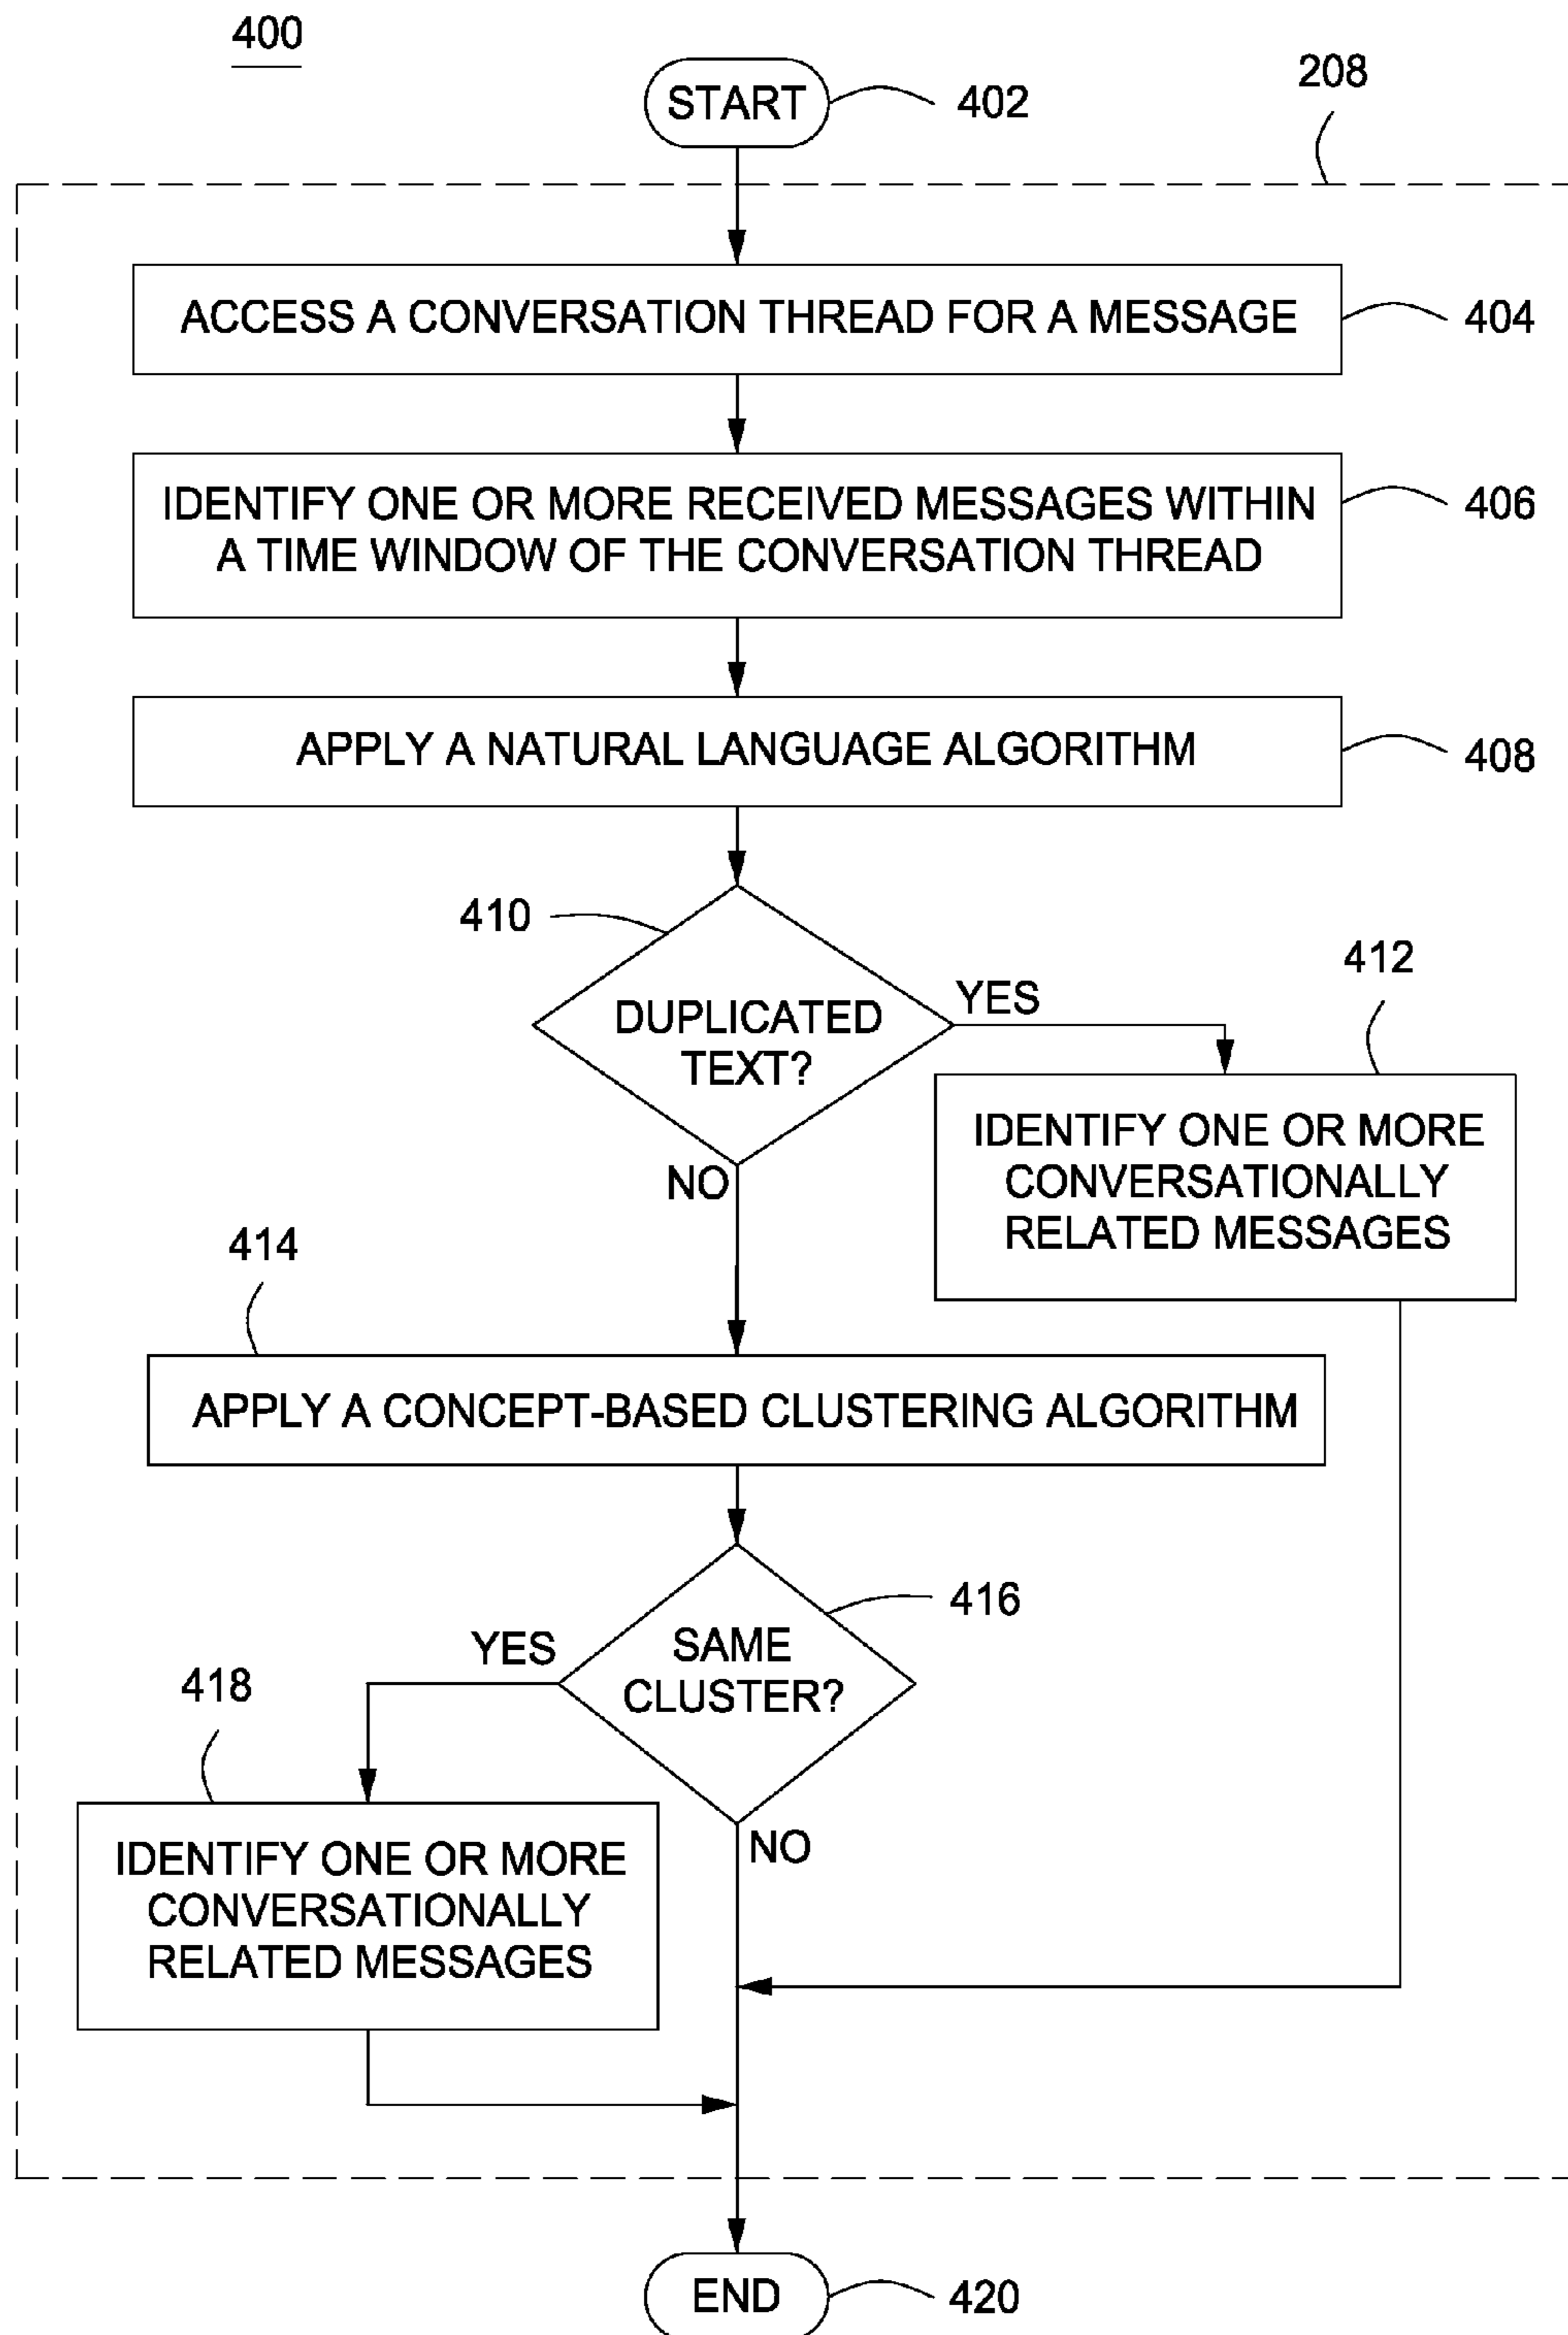 400
START
402
208
ACCESS A CONVERSATION THREAD FOR A MESSAGE
404
IDENTIFY ONE OR MORE RECEIVED MESSAGES WITHIN
A TIME WINDOW OF THE CONVERSATION THREAD
406
APPLY A NATURAL LANGUAGE ALGORITHM
408
410
DUPLICATED
TEXT?
YES
412
IDENTIFY ONE OR MORE
CONVERSATIONALLY
RELATED MESSAGES
NO
414
APPLY A CONCEPT-BASED CLUSTERING ALGORITHM
416
SAME
CLUSTER?
YES
418
IDENTIFY ONE OR MORE
CONVERSATIONALLY
RELATED MESSAGES
NO
END
420